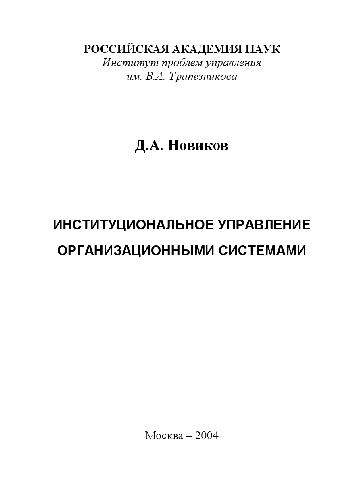 РОССИЙСКАЯ АКАДЕМИЯ НАУК
Институт проблем управления
им. В.А. Трапезникова
Д.А. Новиков
ИНСТИТУЦИОНАЛЬНОЕ УПРАВЛЕНИЕ
ОРГАНИЗАЦИОННЫМИ СИСТЕМАМИ
Москва – 2004